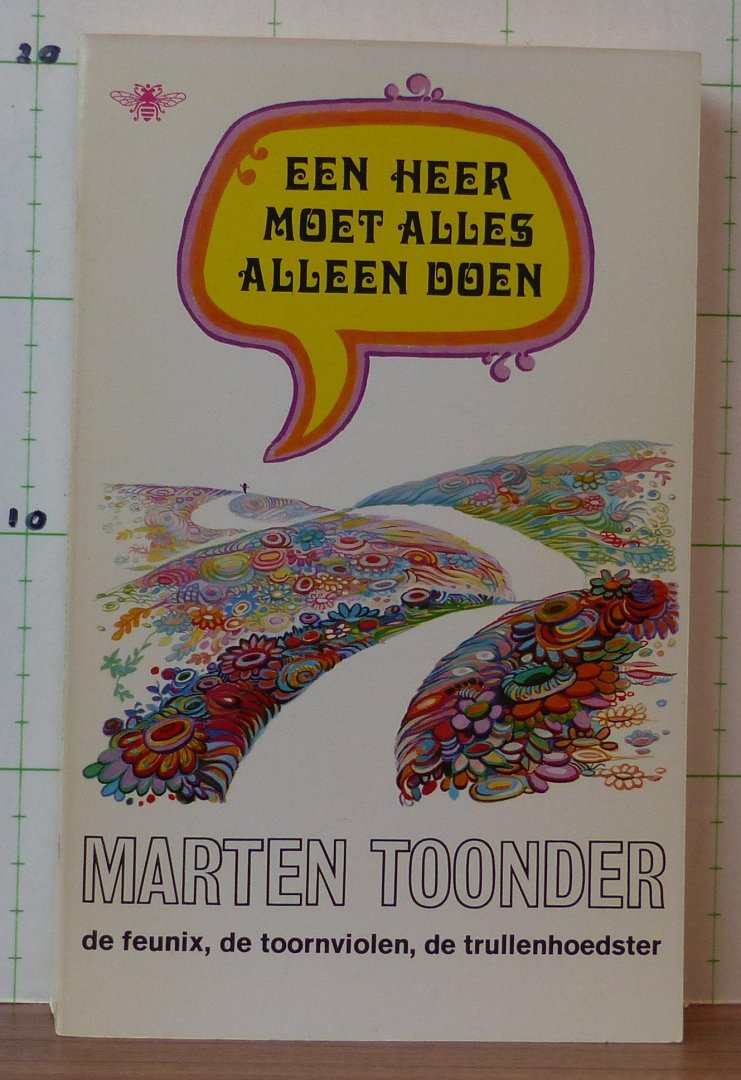 20
EEN HEER
MOET ALLES
ALLEEN DOEN
10
MARTEN TOONDER
de feunix, de toornviolen, de trullenhoedster